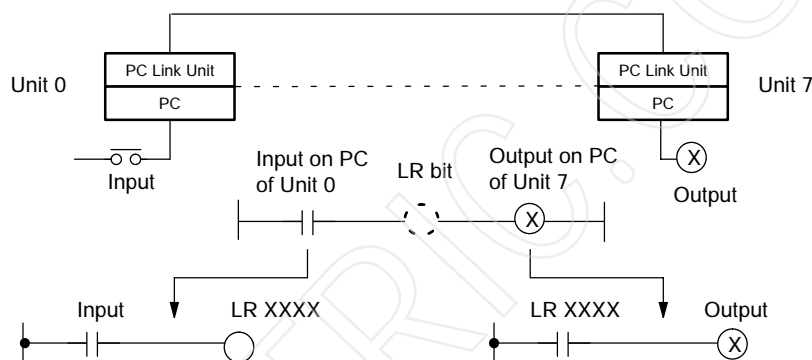 PC Link Unit
PC Link Unit
Unit 0
Unit 7
PC
PC
Input
X
Output
Input on PC
of Unit 0
LR bit
Output on PC
of Unit 7
X
Input
LR XXXX
LR XXXX
Output
X